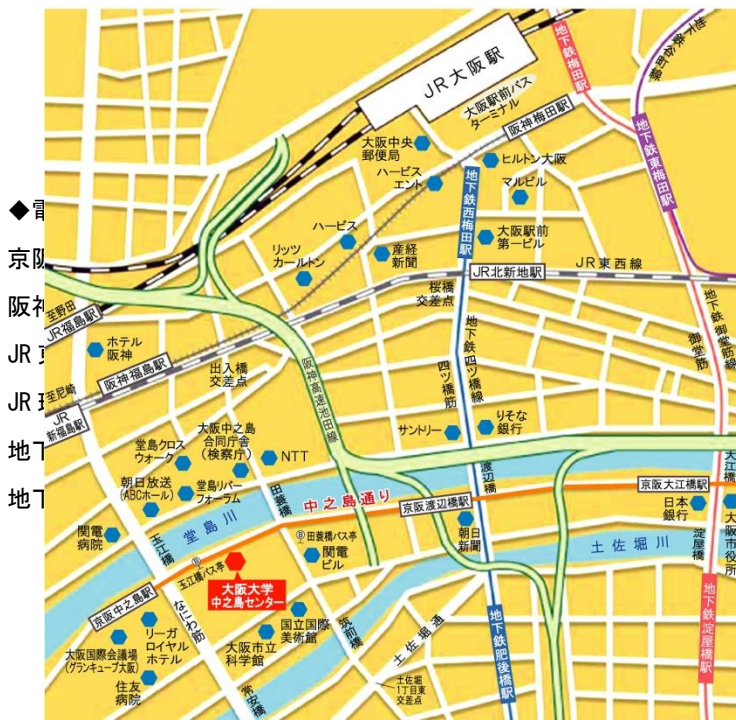 JR大阪駅
大阪駅前バス
ターミナル
地下鉄梅田駅
地下鉄谷町線
阪神梅田駅
地下鉄東梅田駅
大阪中央
郵便局
ヒルトン大阪
ハービス
エント
マルビル
地下鉄西梅田駅
ハービス
大阪駅前
第一ビル
リッツ
カールトン
産経
新聞
JR北新地駅
JR東西線
桜橋
交差点
◆電
京阪
阪神
JR東
JR環
地下
地下
至野田
JR福島駅
ホテル
阪神
阪神福島駅
至尼崎
JR
新福島駅
出入橋
交差点
阪神高速池田線
地下鉄四ツ橋線
四ツ橋筋
御堂筋
地下鉄御堂筋線
サントリー
りそな
銀行
大阪中之島
合同庁舎
(検察庁)
NTT
堂島クロス
ウォーク
朝日放送
(ABCホール)
堂島リバー
フォーラム
田蓑橋
中之島通り
渡辺橋
京阪渡辺橋駅
京阪大江橋駅
大江橋
日本
銀行
大阪市役所
朝日
新聞
淀屋橋
土佐堀川
堂島川
玉江橋
関電
病院
B
玉江橋バス亭
B
田蓑橋バス亭
関電
ビル
大阪大学
中之島センター
京阪中之島駅
なにわ筋
リーガ
ロイヤル
ホテル
大阪国際会議場
(グランキューブ大阪)
住友
病院
大阪市立
科学館
国立国際
美術館
筑前橋
常安橋
土佐堀通
土佐堀
1丁目東
交差点
地下鉄肥後橋駅
地下鉄淀屋橋駅